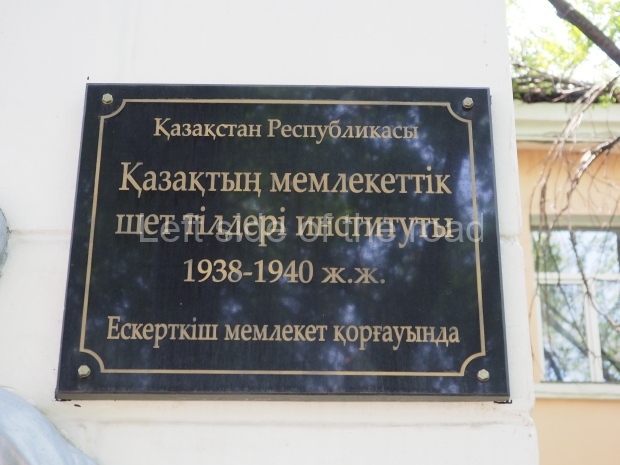 Қазақстан Республикасы
Қазақтың мемлекеттік
шет тілдері институты
Left side of the road
1938-1940 ж.ж.
Ескерткіш мемлекет қорғауында